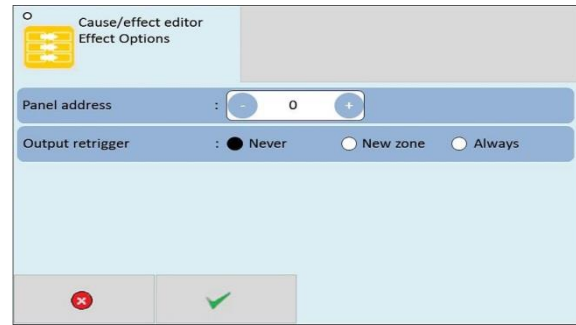 Cause/effect editor
Effect Options
Panel address : - 0 +
Output retrigger : Never New zone Always